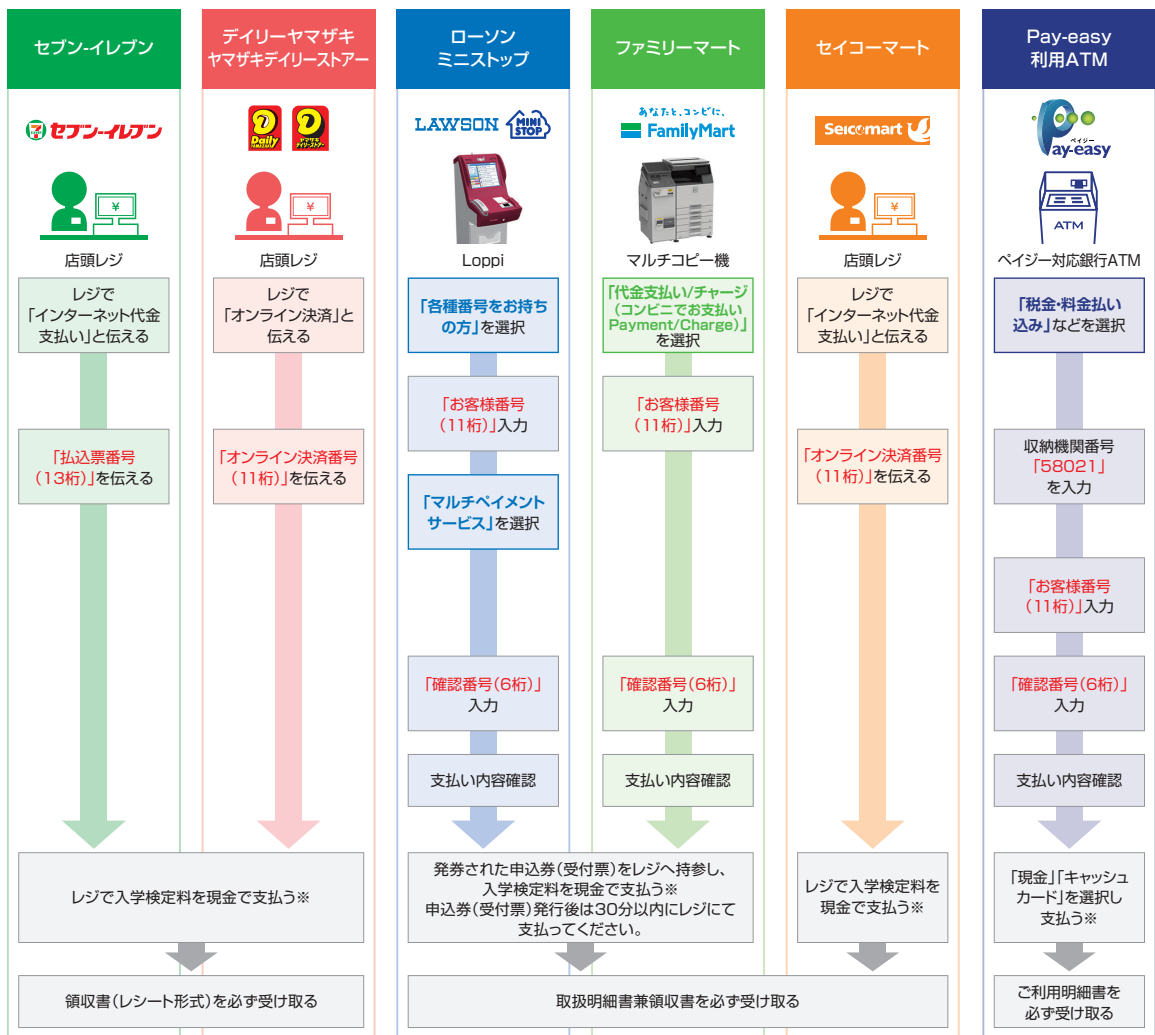 セブン-イレブン
デイリーヤマザキ
ヤマザキデイリーストアー
ローソン
ミニストップ
ファミリーマート
セイコーマート
Pay-easy
利用ATM
セブン-イレブン
Daily
YAMAZAKI
ヤマザキ
デイリーストアー
LAWSON
MINI
STOP
あなたと、コンビに、
FamilyMart
Seicomart
ペイジー
Pay-easy
¥
¥
¥
ATM
店頭レジ
店頭レジ
Loppi
マルチコピー機
店頭レジ
ペイジー対応銀行ATM
レジで
「インターネット代金
支払い」と伝える
レジで
「オンライン決済」と
伝える
「各種番号をお持ち
の方」を選択
「代金支払い/チャージ
(コンビニでお支払い
Payment/Charge)」
を選択
レジで
「インターネット代金
支払い」と伝える
「税金・料金払い
込み」などを選択
「お客様番号
(11桁)」入力
「お客様番号
(11桁)」入力
「払込票番号
(13桁)」を伝える
「オンライン決済番号
(11桁)」を伝える
「オンライン決済番号
(11桁)」を伝える
収納機関番号
「58021」
を入力
「マルチペイメント
サービス」を選択
「お客様番号
(11桁)」入力
「確認番号(6桁)」
入力
「確認番号(6桁)」
入力
「確認番号(6桁)」
入力
支払い内容確認
支払い内容確認
支払い内容確認
レジで入学検定料を現金で支払う※
発券された申込券(受付票)をレジへ持参し、
入学検定料を現金で支払う※
申込券(受付票)発行後は30分以内にレジにて
支払ってください。
レジで入学検定料を
現金で支払う※
「現金」「キャッシュ
カード」を選択し
支払う※
領収書(レシート形式)を必ず受け取る
取扱明細書兼領収書を必ず受け取る
ご利用明細書を
必ず受け取る